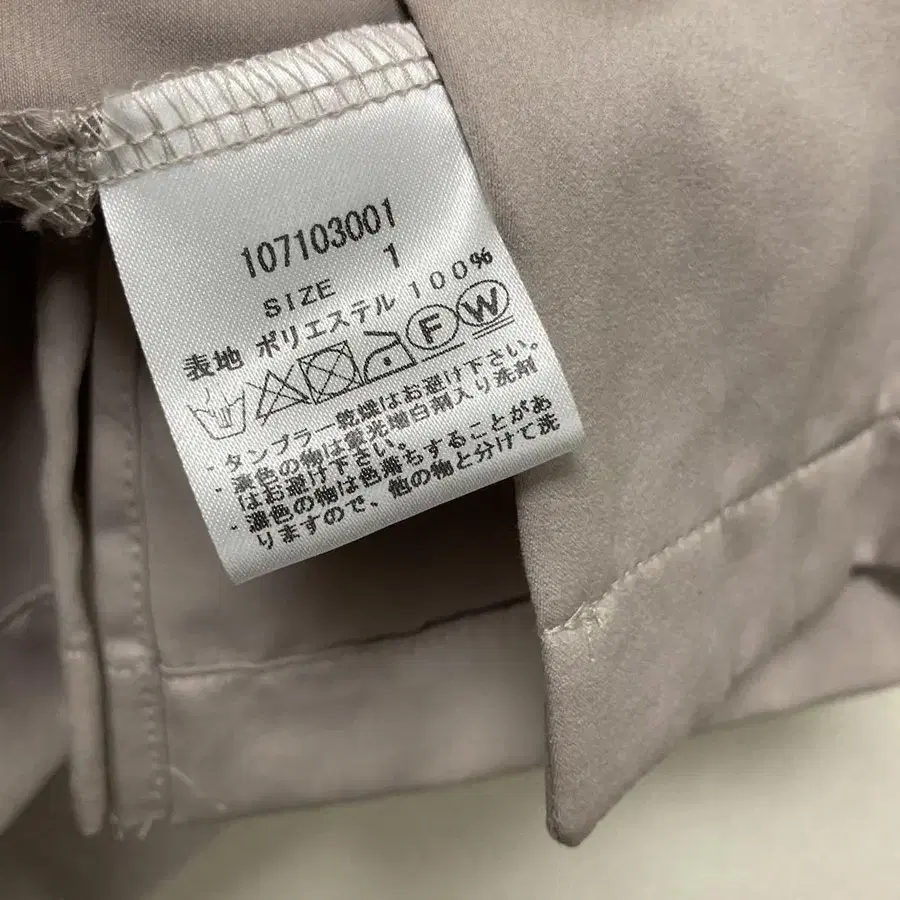 107103001
SIZE 1
表地 ポリエステル 100%
F W
・タンブラー乾燥はお避け下さい。
・濃色の物は蛍光増白剤入り洗剤
はお避け下さい。
・濃色の物は色落ちすることがあ
りますので、他の物と分けて洗